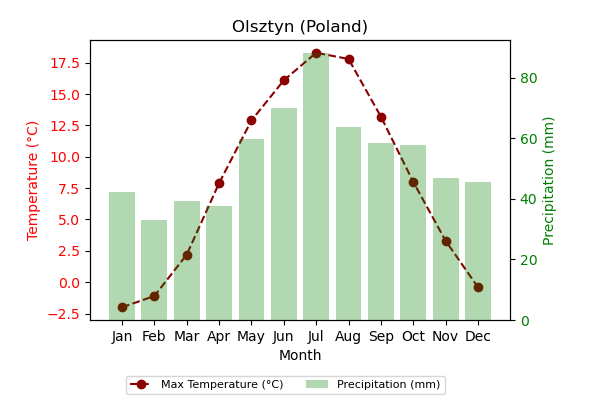 Olsztyn (Poland)
17.5
15.0
12.5
10.0
7.5
5.0
2.5
0.0
−2.5
Temperature (°C)
80
60
40
20
0
Precipitation (mm)
Jan Feb Mar Apr May Jun Jul Aug Sep Oct Nov Dec
Month
Max Temperature (°C) Precipitation (mm)